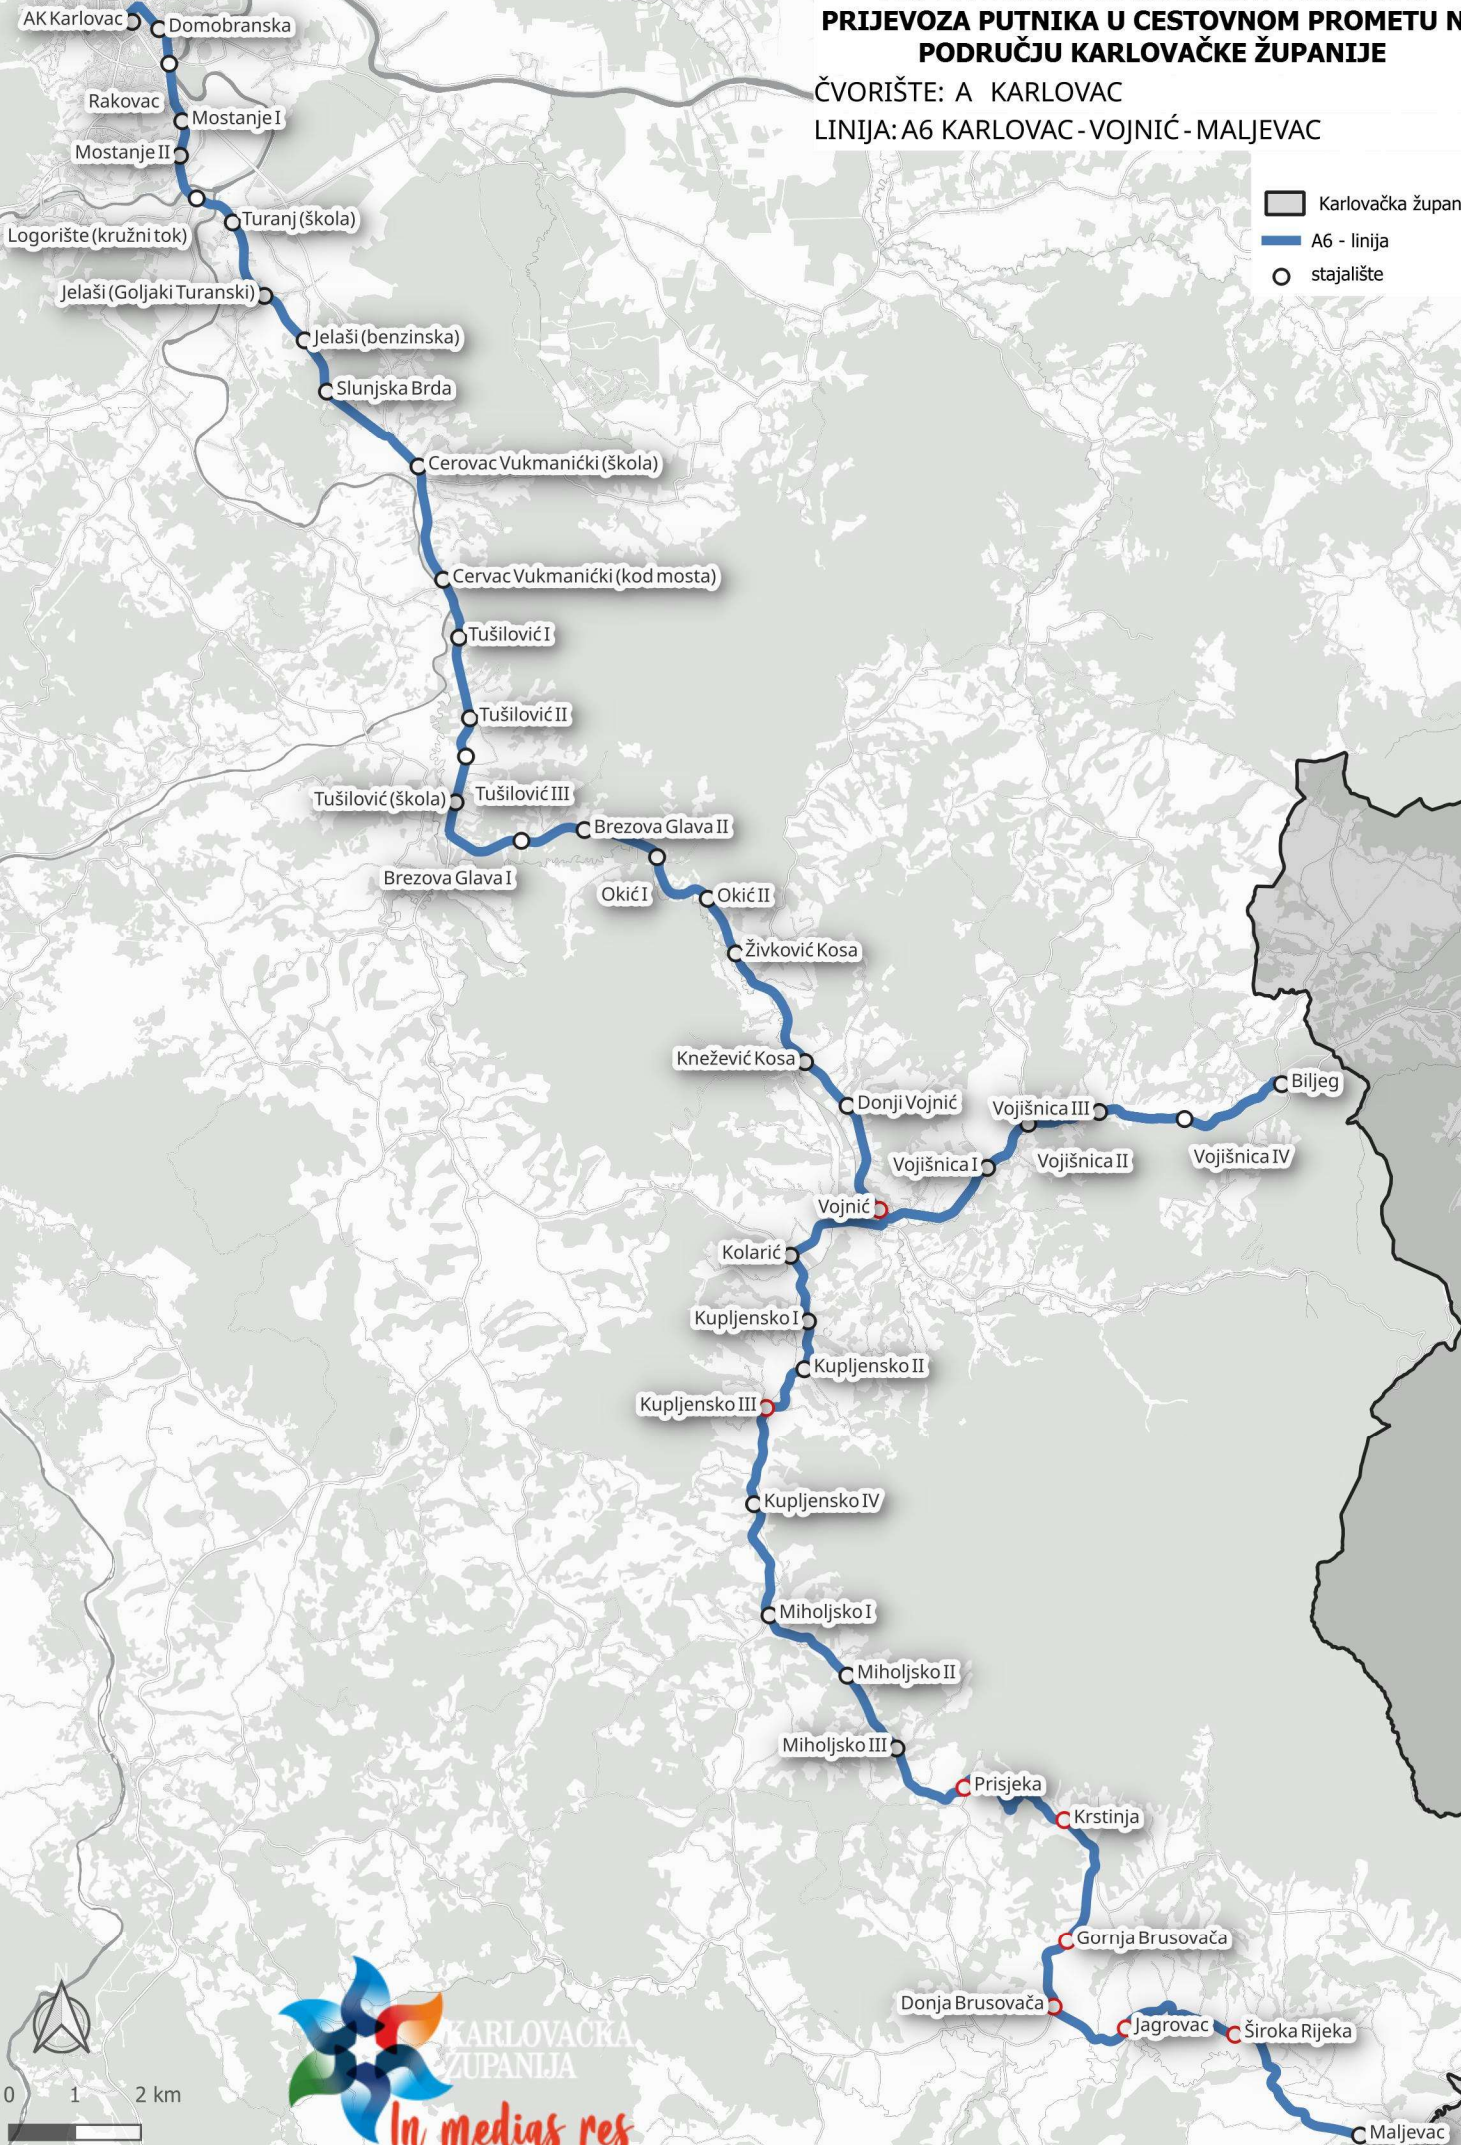 PRIJEVOZA PUTNIKA U CESTOVNOM PROMETU N
PODRUČJU KARLOVAČKE ŽUPANIJE
ČVORIŠTE: A KARLOVAC
LINIJA: A6 KARLOVAC - VOJNIĆ - MALJEVAC
Karlovačka župan
A6 - linija
stajalište
AK Karlovac
Domobranska
Rakovac
Mostanje I
Mostanje II
Logorište (kružni tok)
Turanj (škola)
Jelaši (Goljaki Turanski)
Jelaši (benzinska)
Slunjska Brda
Cerovac Vukmanićki (škola)
Cervac Vukmanićki (kod mosta)
Tušilović I
Tušilović II
Tušilović III
Tušilović (škola)
Brezova Glava I
Brezova Glava II
Okić I
Okić II
Živković Kosa
Knežević Kosa
Donji Vojnić
Vojišnica III
Biljeg
Vojišnica I
Vojišnica II
Vojišnica IV
Vojnić
Kolarić
Kupljensko I
Kupljensko II
Kupljensko III
Kupljensko IV
Miholjsko I
Miholjsko II
Miholjsko III
Prisjeka
Krstinja
Gornja Brusovača
Donja Brusovača
Jagrovac
Široka Rijeka
Maljevac
N
0 1 2 km
KARLOVAČKA
ŽUPANIJA
In medias res